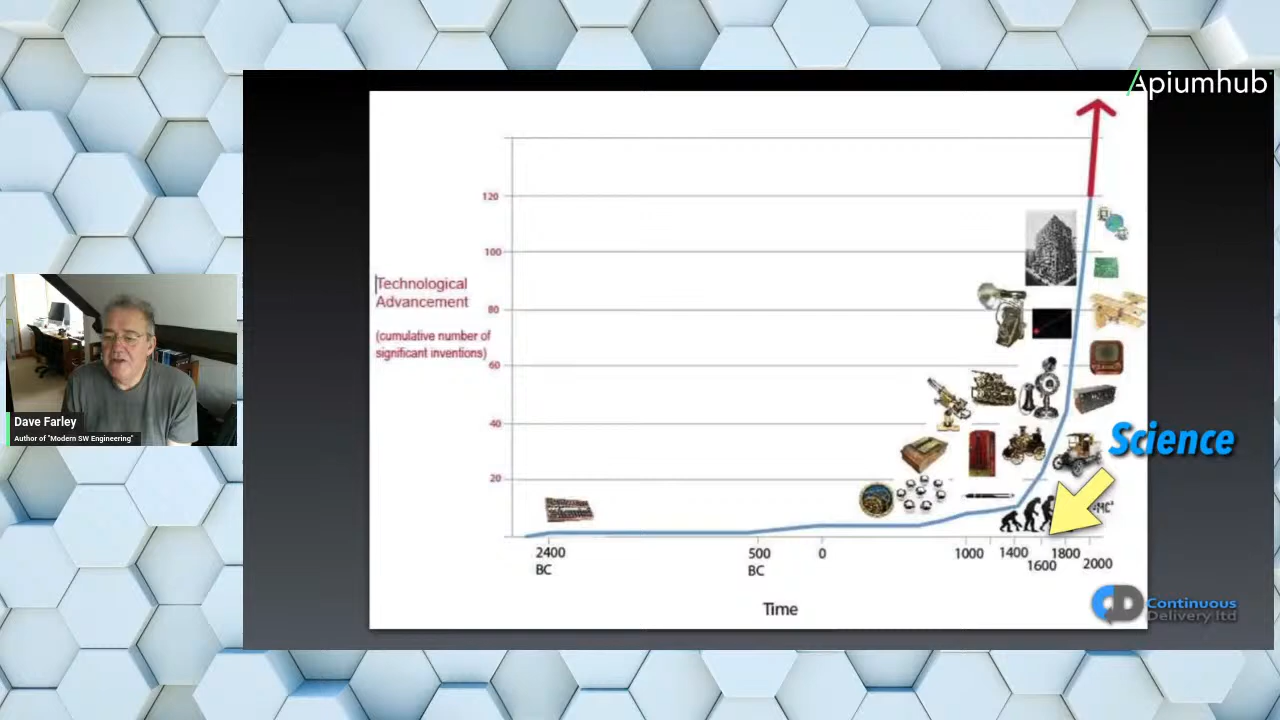 Apiumhub
120
100
Technological
Advancement
80
(cumulative number of
significant inventions)
60
40
Science
20
2400
BC
500
BC
0
1000
1400
1600
1800
2000
Time
CD
Continuous
Delivery ltd
Dave Farley
Author of "Modern SW Engineering"